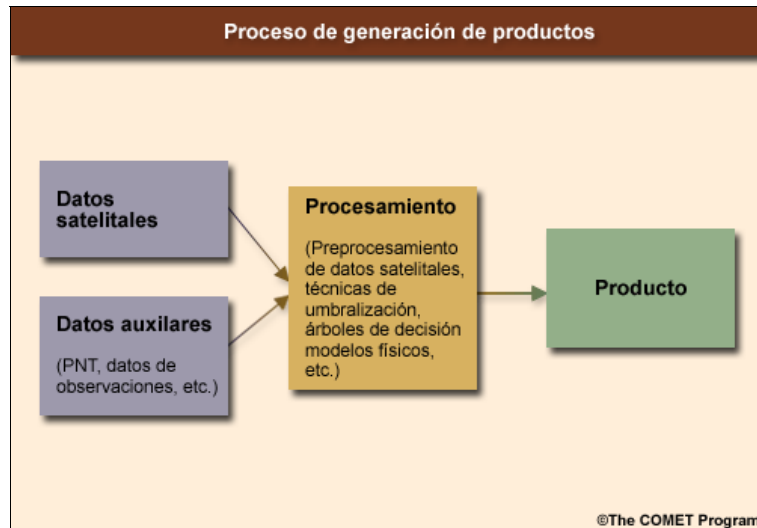 Proceso de generación de productos
Datos
satelitales
Datos auxilares
(PNT, datos de
observaciones, etc.)
Procesamiento
(Preprocesamiento
de datos satelitales,
técnicas de
umbralización,
árboles de decisión
modelos físicos,
etc.)
Producto
©The COMET Program